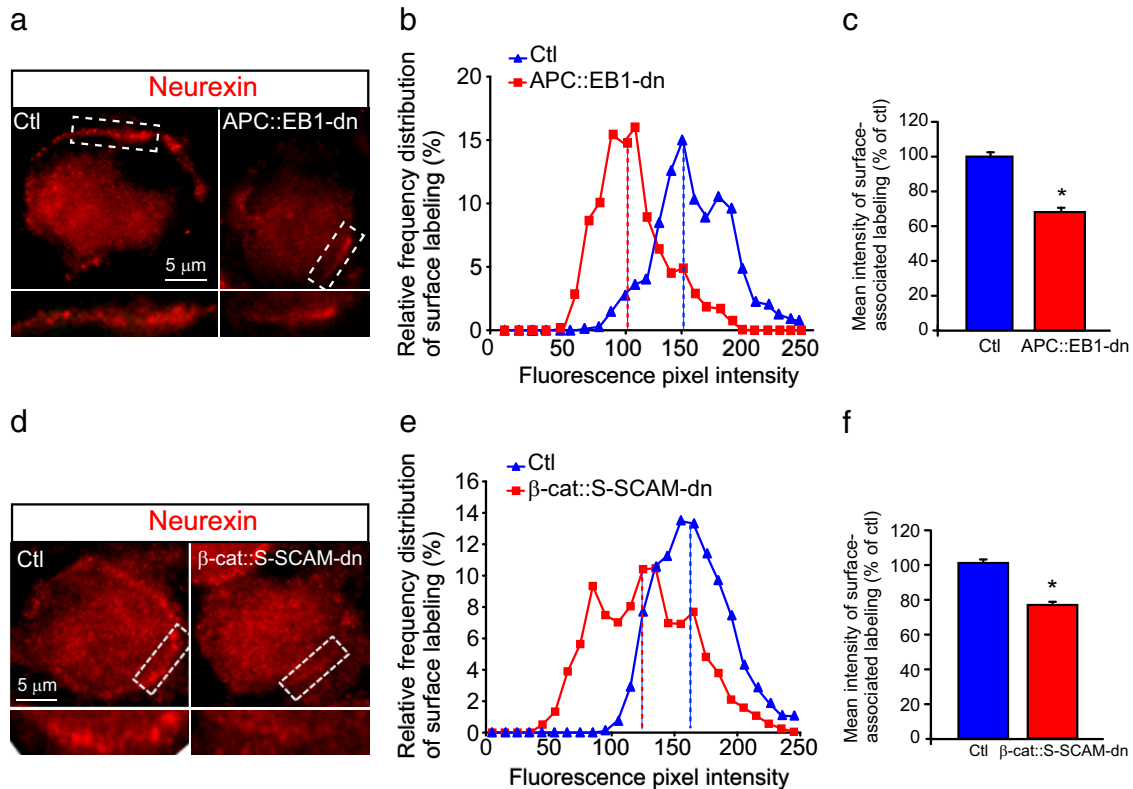 a
Neurexin
Ctl
APC::EB1-dn
5 μm
b
Ctl
APC::EB1-dn
Relative frequency distribution
of surface labeling (%)
20
15
10
5
0
0 50 100 150 200 250
Fluorescence pixel intensity
c
Mean intensity of surface-
associated labeling (% of ctl)
120
100
80
60
40
20
0
*
Ctl APC::EB1-dn
d
Neurexin
Ctl
β-cat::S-SCAM-dn
5 μm
e
Ctl
β-cat::S-SCAM-dn
Relative frequency distribution
of surface labeling (%)
16
14
12
10
8
6
4
2
0
0 50 100 150 200 250
Fluorescence pixel intensity
f
Mean intensity of surface-
associated labeling (% of ctl)
120
100
80
60
40
20
0
*
Ctl β-cat::S-SCAM-dn